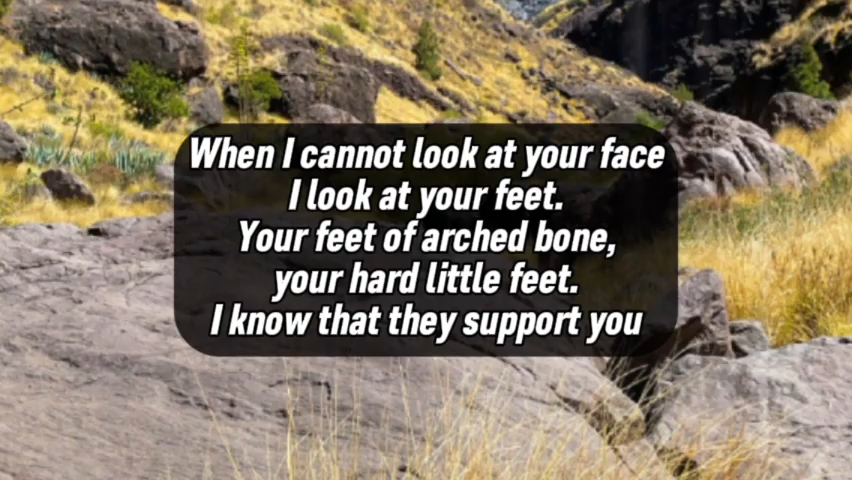 When I cannot look at your face
I look at your feet.
Your feet of arched bone,
your hard little feet.
I know that they support you